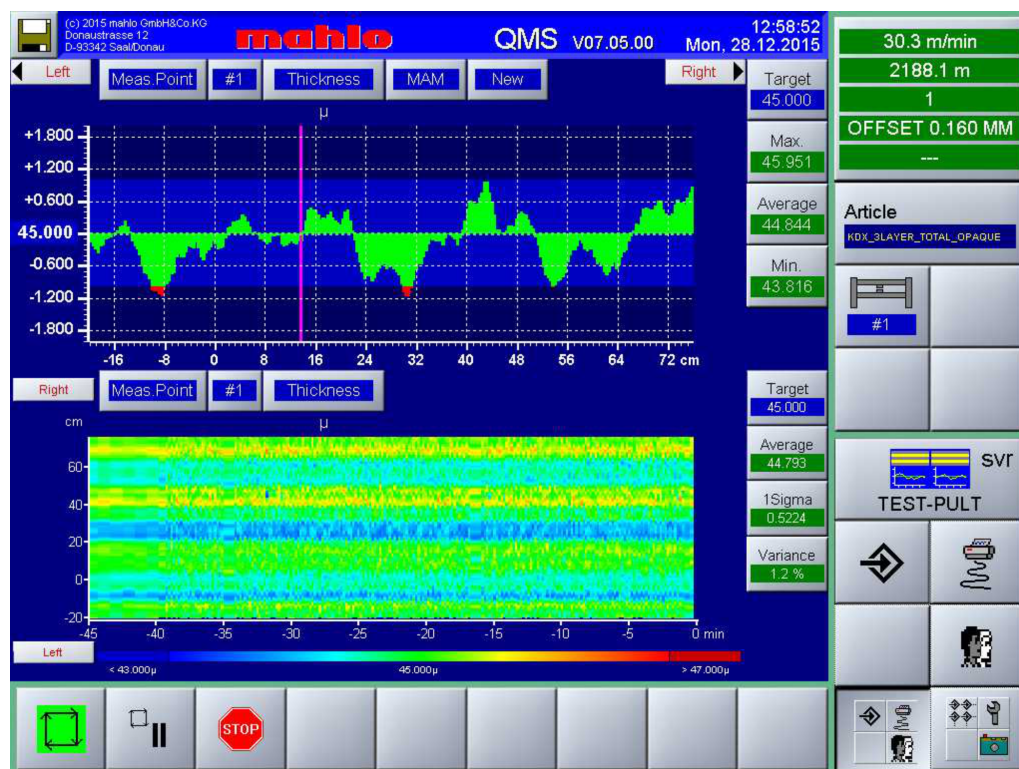 (c) 2015 mahlo GmbH&Co.KG
Donaustrasse 12
D-93342 Saal/Donau
mahlo
QMS V07.05.00
12:58:52
Mon, 28.12.2015
30.3 m/min
2188.1 m
1
OFFSET 0.160 MM
---
Left
Meas.Point
#1
Thickness
MAM
New
Right
µ
+1.800
+1.200
+0.600
45.000
-0.600
-1.200
-1.800
-16 -8 0 8 16 24 32 40 48 56 64 72 cm
Target
45.000
Max.
45.951
Average
44.844
Min.
43.816
Article
KDX_3LAYER_TOTAL_OPAQUE
#1
Right
Meas.Point
#1
Thickness
cm
µ
60
40
20
0
-20
-45 -40 -35 -30 -25 -20 -15 -10 -5 0 min
Left
< 43.000µ 45.000µ > 47.000µ
Target
45.000
Average
44.793
1Sigma
0.5224
Variance
1.2 %
svr
TEST-PULT
STOP